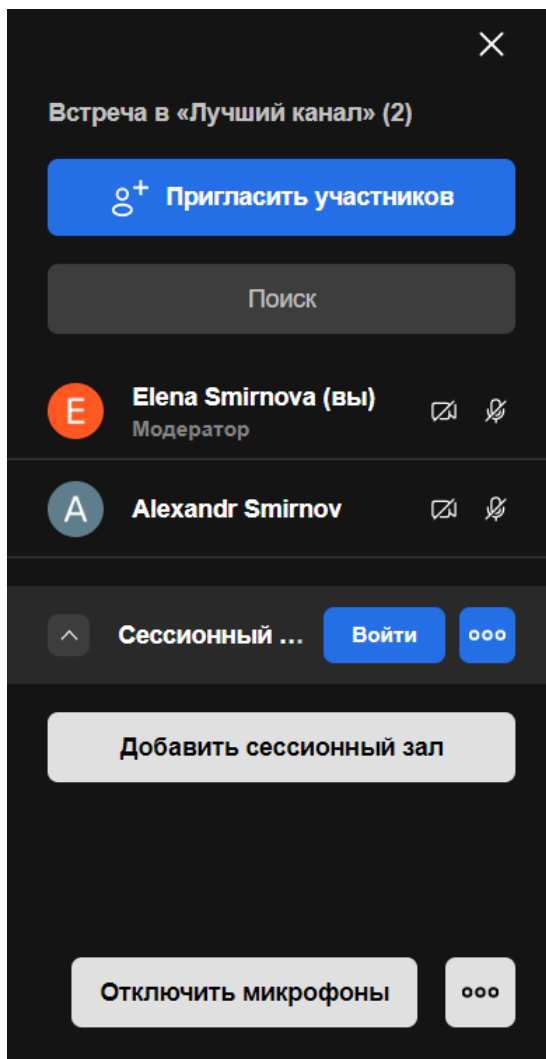 Встреча в «Лучший канал» (2)
Пригласить участников
Поиск
E Elena Smirnova (вы)
Модератор
A Alexandr Smirnov
Сессионный ... Войти
Добавить сессионный зал
Отключить микрофоны